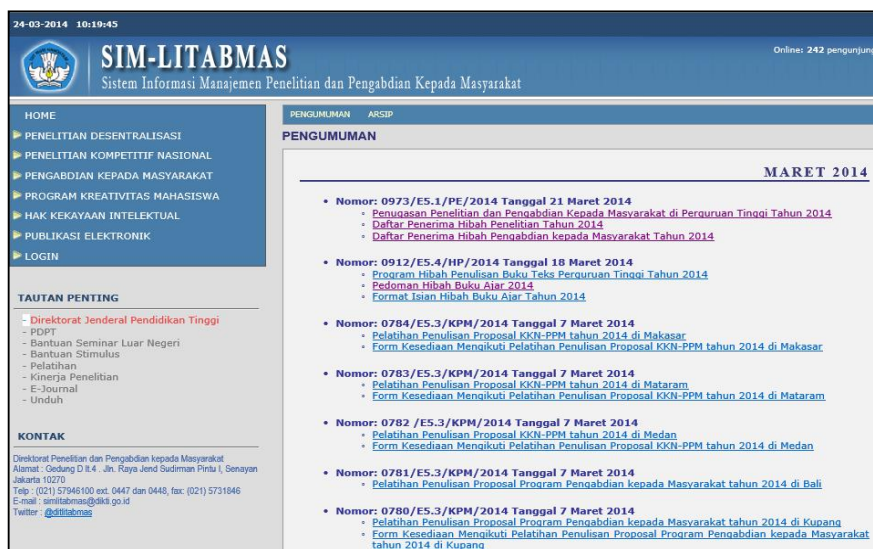 24-03-2014 10:19:45
SIM-LITABMAS
Sistem Informasi Manajemen Penelitian dan Pengabdian Kepada Masyarakat
Online: 242 pengunjung
HOME
PENELITIAN DESENTRALISASI
PENELITIAN KOMPETITIF NASIONAL
PENGABDIAN KEPADA MASYARAKAT
PROGRAM KREATIVITAS MAHASISWA
HAK KEKAYAAN INTELEKTUAL
PUBLIKASI ELEKTRONIK
LOGIN
TAUTAN PENTING
- Direktorat Jenderal Pendidikan Tinggi
- PDPT
- Bantuan Seminar Luar Negeri
- Bantuan Stimulus
- Pelatihan
- Kinerja Penelitian
- E-Journal
- Unduh
KONTAK
Direktorat Penelitian dan Pengabdian kepada Masyarakat
Alamat : Gedung D lt.4 . Jln. Raya Jend Sudirman Pintu I, Senayan
Jakarta 10270
Telp : (021) 57946100 ext. 0447 dan 0448, fax: (021) 5731846
E-mail : simlitabmas@dikti.go.id
Twitter : @ditlitabmas
PENGUMUMAN ARSIP
PENGUMUMAN
MARET 2014
• Nomor: 0973/E5.1/PE/2014 Tanggal 21 Maret 2014
◦ Penugasan Penelitian dan Pengabdian Kepada Masyarakat di Perguruan Tinggi Tahun 2014
◦ Daftar Penerima Hibah Penelitian Tahun 2014
◦ Daftar Penerima Hibah Pengabdian kepada Masyarakat Tahun 2014
• Nomor: 0912/E5.4/HP/2014 Tanggal 18 Maret 2014
◦ Program Hibah Penulisan Buku Teks Perguruan Tinggi Tahun 2014
◦ Pedoman Hibah Buku Ajar 2014
◦ Format Isian Hibah Buku Ajar Tahun 2014
• Nomor: 0784/E5.3/KPM/2014 Tanggal 7 Maret 2014
◦ Pelatihan Penulisan Proposal KKN-PPM tahun 2014 di Makasar
◦ Form Kesediaan Mengikuti Pelatihan Penulisan Proposal KKN-PPM tahun 2014 di Makasar
• Nomor: 0783/E5.3/KPM/2014 Tanggal 7 Maret 2014
◦ Pelatihan Penulisan Proposal KKN-PPM tahun 2014 di Mataram
◦ Form Kesediaan Mengikuti Pelatihan Penulisan Proposal KKN-PPM tahun 2014 di Mataram
• Nomor: 0782 /E5.3/KPM/2014 Tanggal 7 Maret 2014
◦ Pelatihan Penulisan Proposal KKN-PPM tahun 2014 di Medan
◦ Form Kesediaan Mengikuti Pelatihan Penulisan Proposal KKN-PPM tahun 2014 di Medan
• Nomor: 0781/E5.3/KPM/2014 Tanggal 7 Maret 2014
◦ Pelatihan Penulisan Proposal Program Pengabdian kepada Masyarakat tahun 2014 di Bali
• Nomor: 0780/E5.3/KPM/2014 Tanggal 7 Maret 2014
◦ Pelatihan Penulisan Proposal Program Pengabdian kepada Masyarakat tahun 2014 di Kupang
◦ Form Kesediaan Mengikuti Pelatihan Penulisan Proposal Program Pengabdian kepada Masyarakat
tahun 2014 di Kupang